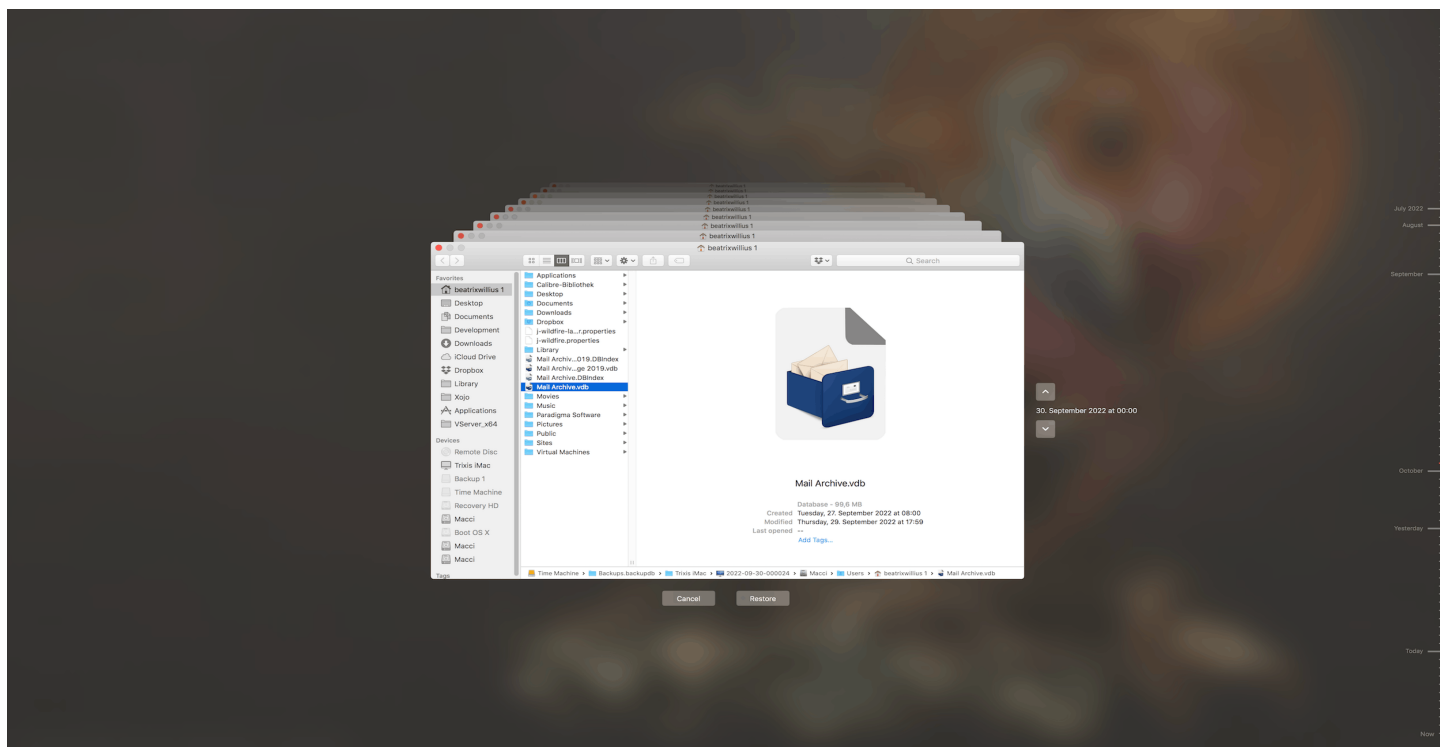 beatrixwillius 1
beatrixwillius 1
beatrixwillius 1
beatrixwillius 1
beatrixwillius 1
Search
Favorites
beatrixwillius 1
Desktop
Documents
Development
Downloads
iCloud Drive
Dropbox
Library
Xojo
Applications
VServer_x64
Devices
Remote Disc
Trixis iMac
Backup 1
Time Machine
Recovery HD
Macci
Boot OS X
Macci
Macci
Tags
Applications
Calibre-Bibliothek
Desktop
Documents
Downloads
Dropbox
j-wildfire-la...r.properties
j-wildfire.properties
Library
Mail Archiv...019.DBIndex
Mail Archiv...ge 2019.vdb
Mail Archive.DBIndex
Mail Archive.vdb
Movies
Music
Paradigma Software
Pictures
Public
Sites
Virtual Machines
Mail Archive.vdb
Database - 99,6 MB
Created Tuesday, 27. September 2022 at 08:00
Modified Thursday, 29. September 2022 at 17:59
Last opened --
Add Tags...
Time Machine Backups.backupdb Trixis iMac 2022-09-30-000024 Macci Users beatrixwillius 1 Mail Archive.vdb
Cancel Restore
30. September 2022 at 00:00
July 2022
August
September
October
Yesterday
Today
Now